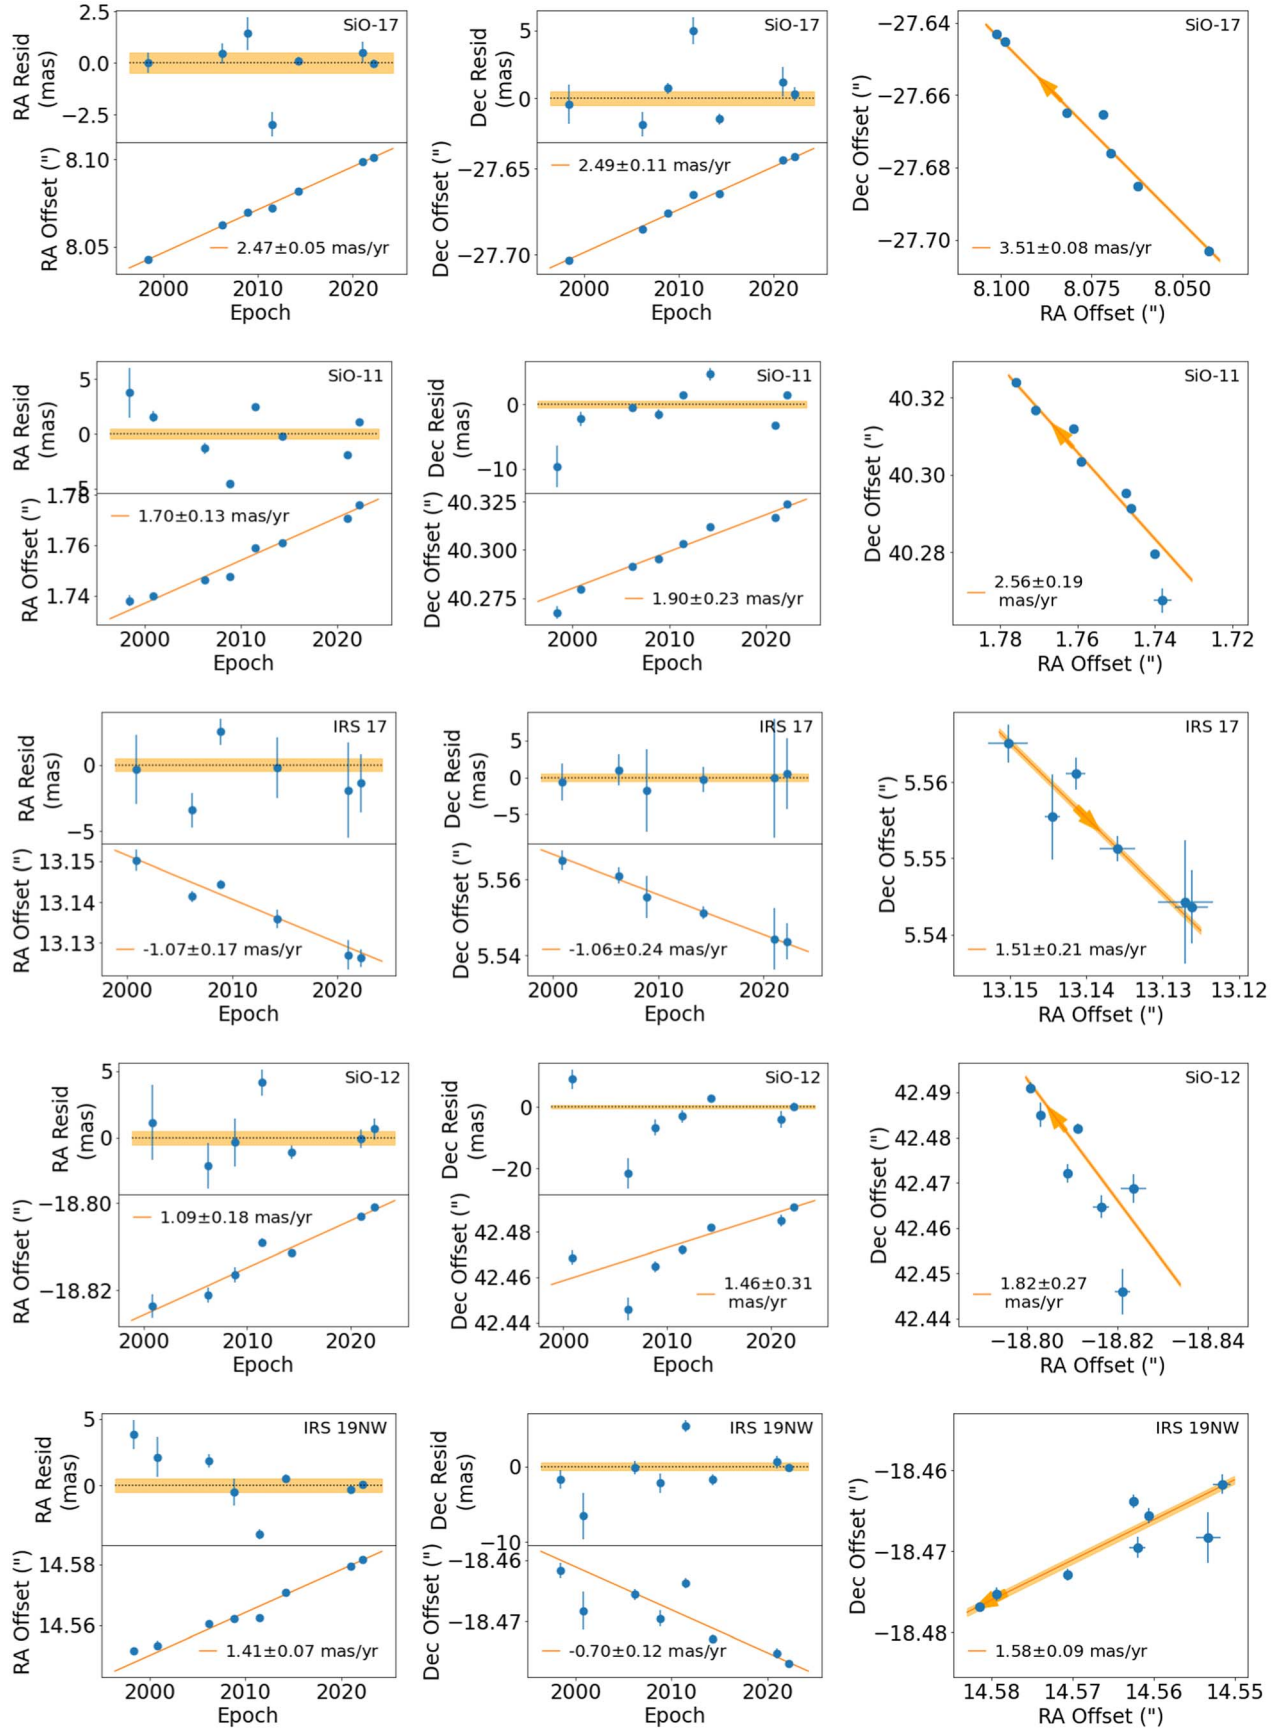 SiO-17
RA Resid
(mas)
2.5
0.0
−2.5
RA Offset (")
8.10
8.05
2.47±0.05 mas/yr
2000 2010 2020
Epoch
SiO-17
Dec Resid
(mas)
5
0
Dec Offset (")
−27.65
−27.70
2.49±0.11 mas/yr
2000 2010 2020
Epoch
SiO-17
Dec Offset (")
−27.64
−27.66
−27.68
−27.70
3.51±0.08 mas/yr
8.100 8.075 8.050
RA Offset (")
SiO-11
RA Resid
(mas)
5
0
RA Offset (")
1.78
1.76
1.74
1.70±0.13 mas/yr
2000 2010 2020
Epoch
SiO-11
Dec Resid
(mas)
0
−10
Dec Offset (")
40.325
40.300
40.275
1.90±0.23 mas/yr
2000 2010 2020
Epoch
SiO-11
Dec Offset (")
40.32
40.30
40.28
2.56±0.19
mas/yr
1.78 1.76 1.74 1.72
RA Offset (")
IRS 17
RA Resid
(mas)
0
−5
RA Offset (")
13.15
13.14
13.13
-1.07±0.17 mas/yr
2000 2010 2020
Epoch
IRS 17
Dec Resid
(mas)
5
0
−5
Dec Offset (")
5.56
5.54
-1.06±0.24 mas/yr
2000 2010 2020
Epoch
IRS 17
Dec Offset (")
5.56
5.55
5.54
1.51±0.21 mas/yr
13.15 13.14 13.13 13.12
RA Offset (")
SiO-12
RA Resid
(mas)
5
0
RA Offset (")
−18.80
−18.82
1.09±0.18 mas/yr
2000 2010 2020
Epoch
SiO-12
Dec Resid
(mas)
0
−20
Dec Offset (")
42.48
42.46
42.44
1.46±0.31
mas/yr
2000 2010 2020
Epoch
SiO-12
Dec Offset (")
42.49
42.48
42.47
42.46
42.45
42.44
1.82±0.27
mas/yr
−18.80 −18.82 −18.84
RA Offset (")
IRS 19NW
RA Resid
(mas)
5
0
RA Offset (")
14.58
14.56
1.41±0.07 mas/yr
2000 2010 2020
Epoch
IRS 19NW
Dec Resid
(mas)
0
−10
Dec Offset (")
−18.46
−18.47
-0.70±0.12 mas/yr
2000 2010 2020
Epoch
IRS 19NW
Dec Offset (")
−18.46
−18.47
−18.48
1.58±0.09 mas/yr
14.58 14.57 14.56 14.55
RA Offset (")